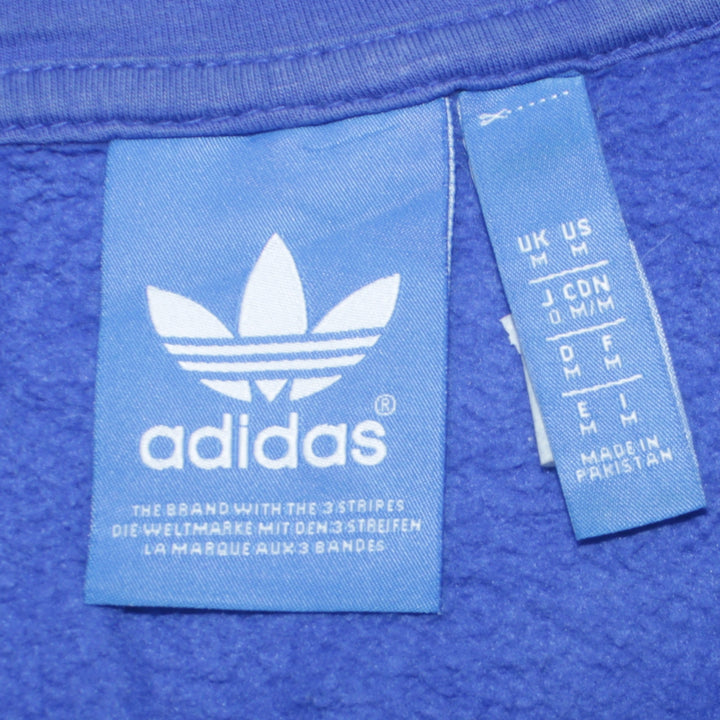 adidas®
THE BRAND WITH THE 3 STRIPES
DIE WELTMARKE MIT DEN 3 STREIFEN
LA MARQUE AUX 3 BANDES
UK US
M M
J CDN
O M/M
D F
M M
E I
M M
MADE IN
PAKISTAN